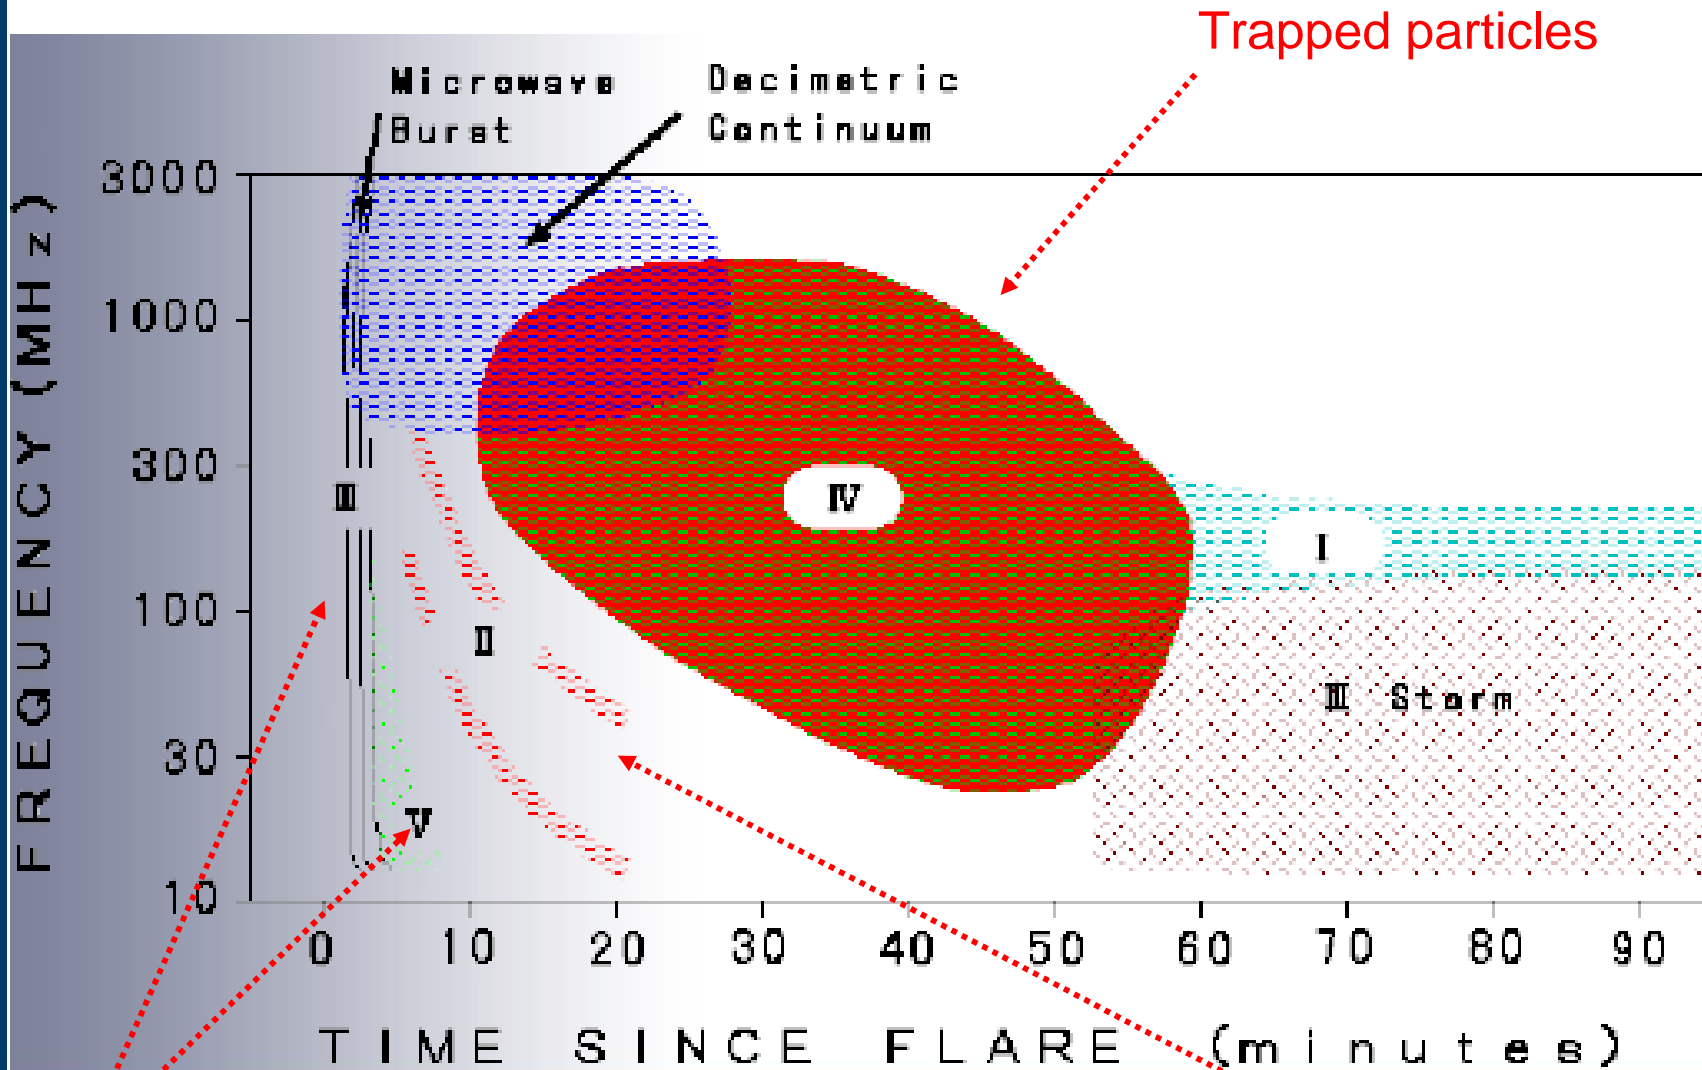 Trapped particles
Microwave
Burst
Decimetric
Continuum
FREQUENCY (MHz)
3000
1000
300
100
30
10
III
II
V
IV
I
III Storm
0 10 20 30 40 50 60 70 80 90
TIME SINCE FLARE (minutes)